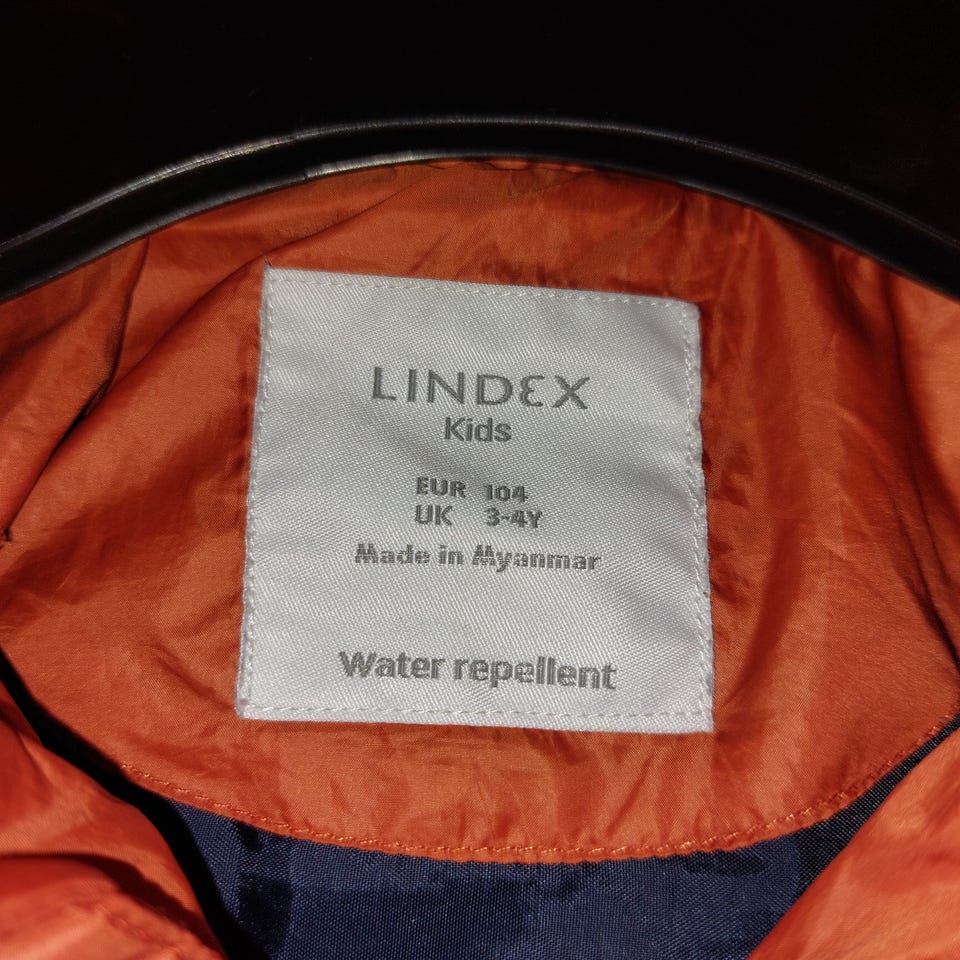 LINDEX
Kids
EUR 104
UK 3-4Y
Made in Myanmar
Water repellent